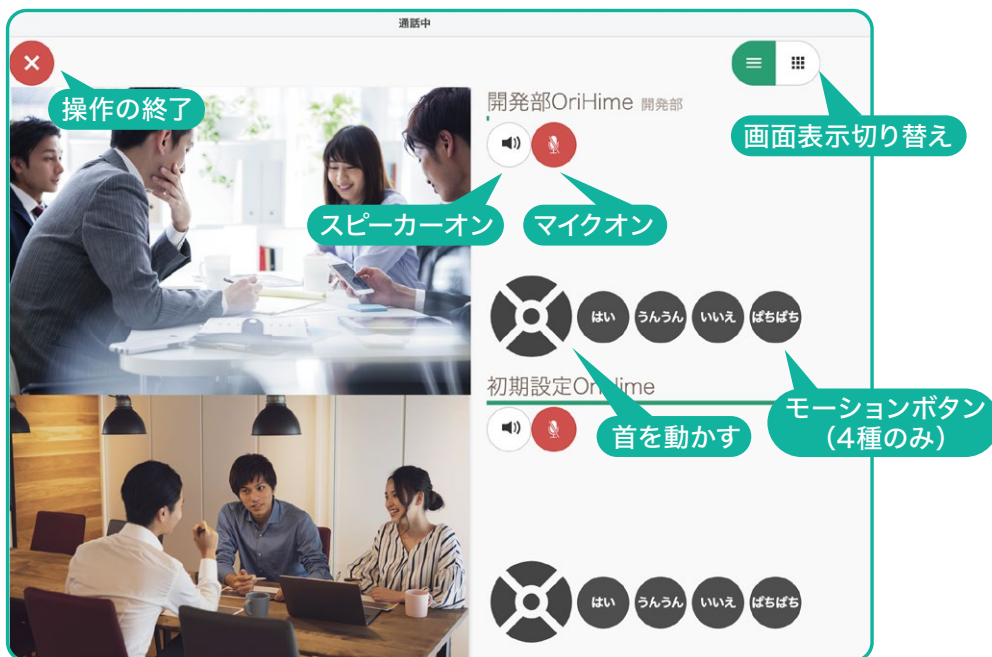 通話中
操作の終了
開発部OriHime 開発部
画面表示切り替え
スピーカーオン
マイクオン
はい
うんうん
いいえ
ぱちぱち
初期設定OriHime
首を動かす
モーションボタン
（4種のみ）
はい
うんうん
いいえ
ぱちぱち